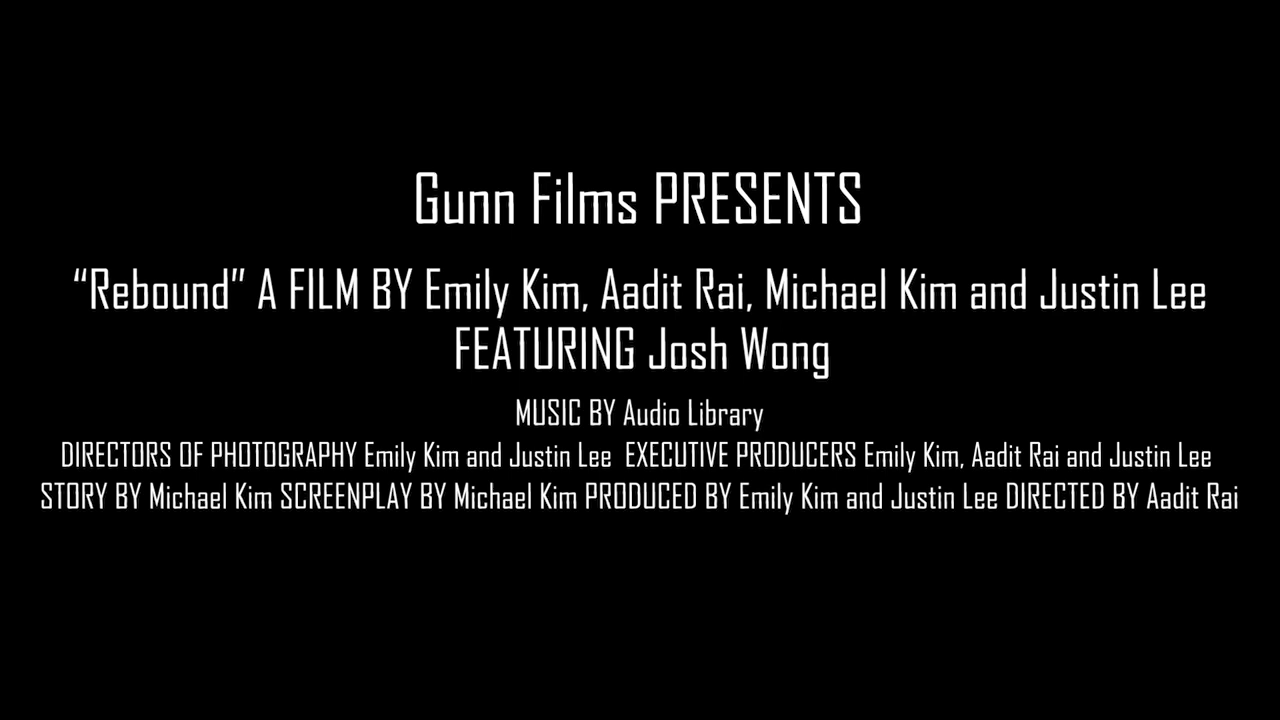 Gunn Films PRESENTS
“Rebound” A FILM BY Emily Kim, Aadit Rai, Michael Kim and Justin Lee
FEATURING Josh Wong
MUSIC BY Audio Library
DIRECTORS OF PHOTOGRAPHY Emily Kim and Justin Lee EXECUTIVE PRODUCERS Emily Kim, Aadit Rai and Justin Lee
STORY BY Michael Kim SCREENPLAY BY Michael Kim PRODUCED BY Emily Kim and Justin Lee DIRECTED BY Aadit Rai